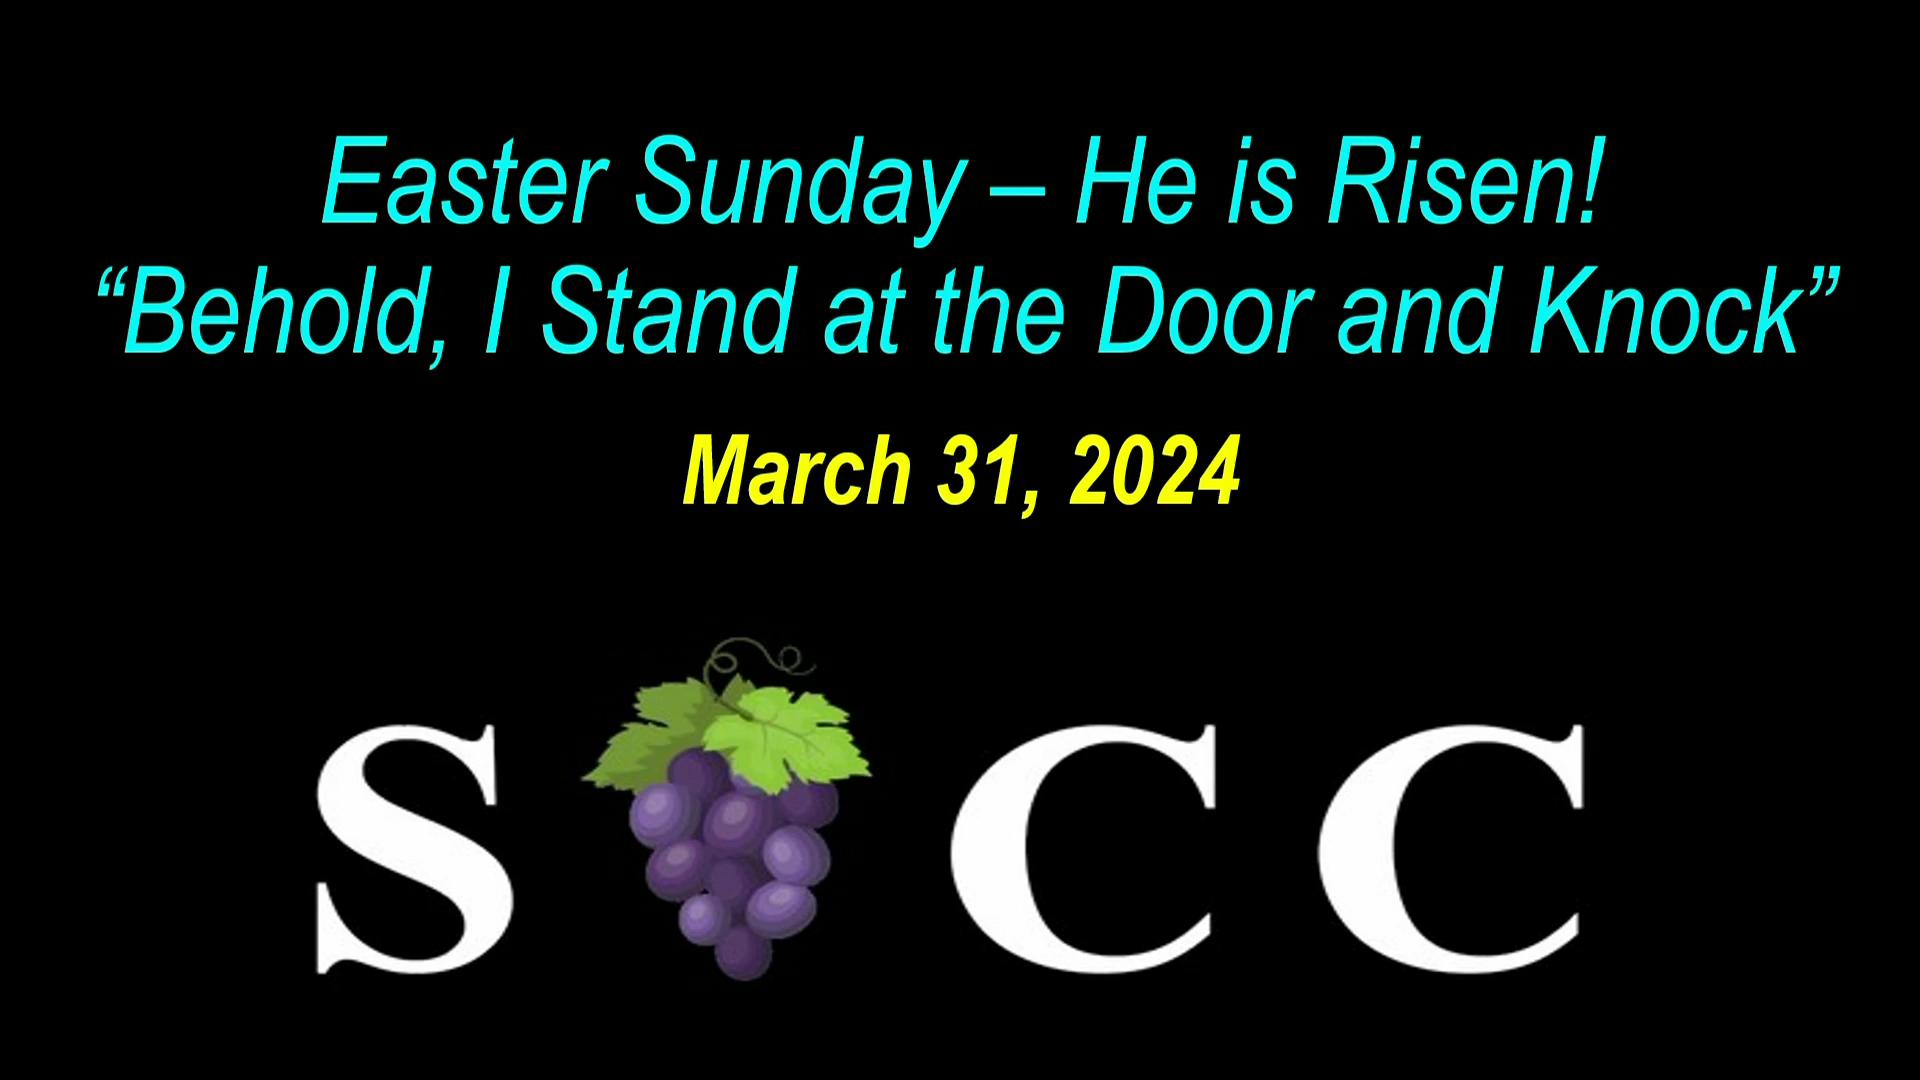 Easter Sunday – He is Risen!
“Behold, I Stand at the Door and Knock”
March 31, 2024
S CC